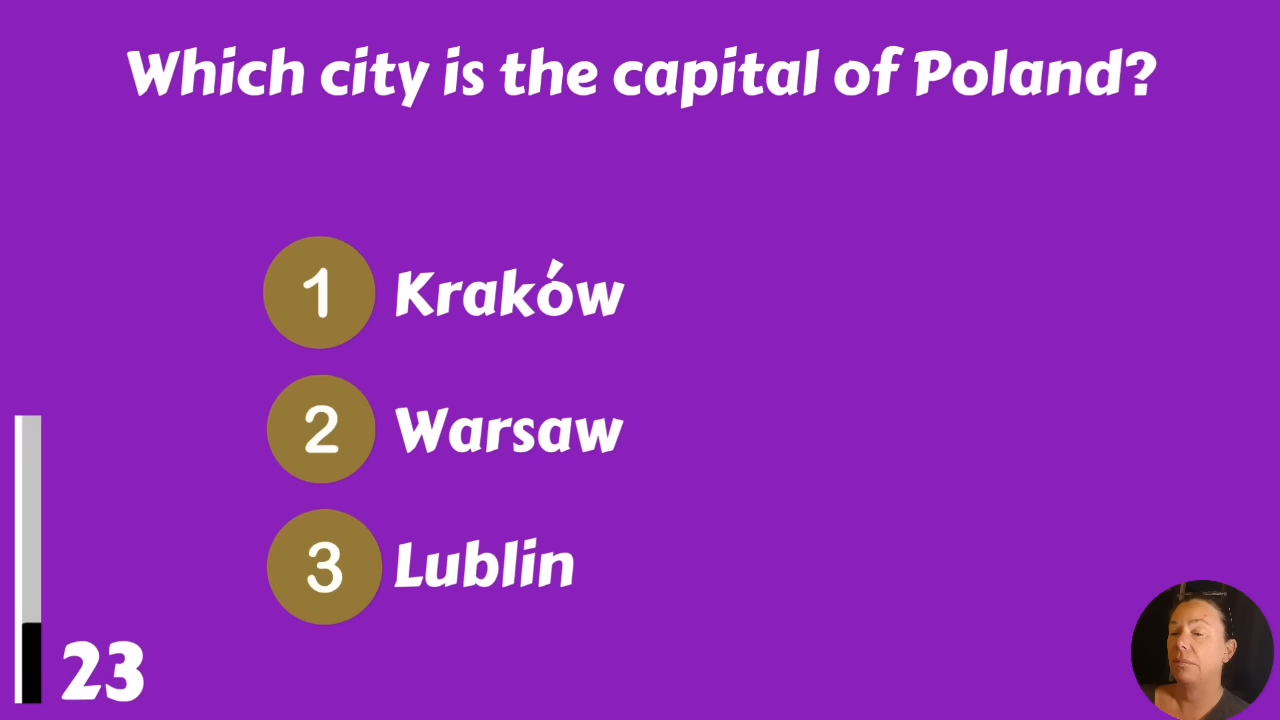 Which city is the capital of Poland?
1 Kraków
2 Warsaw
3 Lublin
23